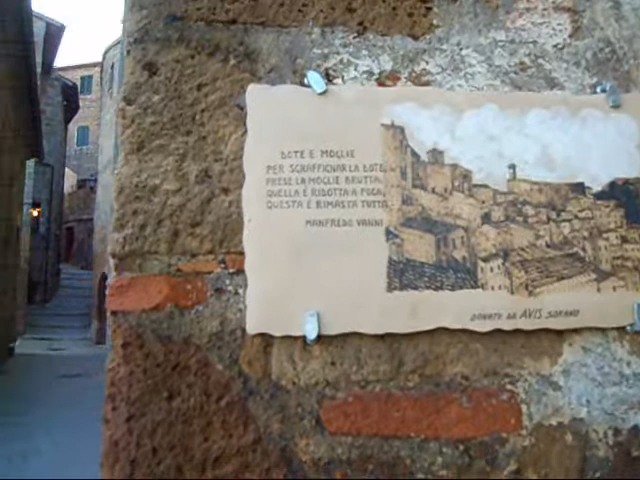 DOTE E MOGLIE
PER SGRAFFIGNAR LA DOTE
PRESE LA MOGLIE BRUTTA.
QUELLA È RIDOTTA A POCA,
QUESTA È RIMASTA TUTTA.
MANFREDO VANNI
DONATO DA AVIS SORANO